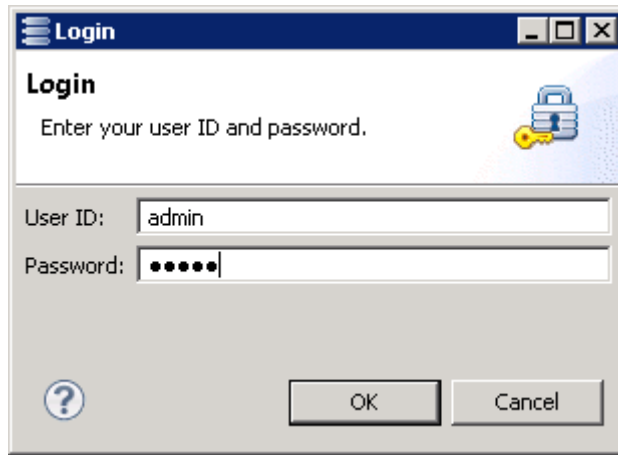 Login
Login
Enter your user ID and password.
User ID: admin
Password: ●●●●●
?
OK Cancel